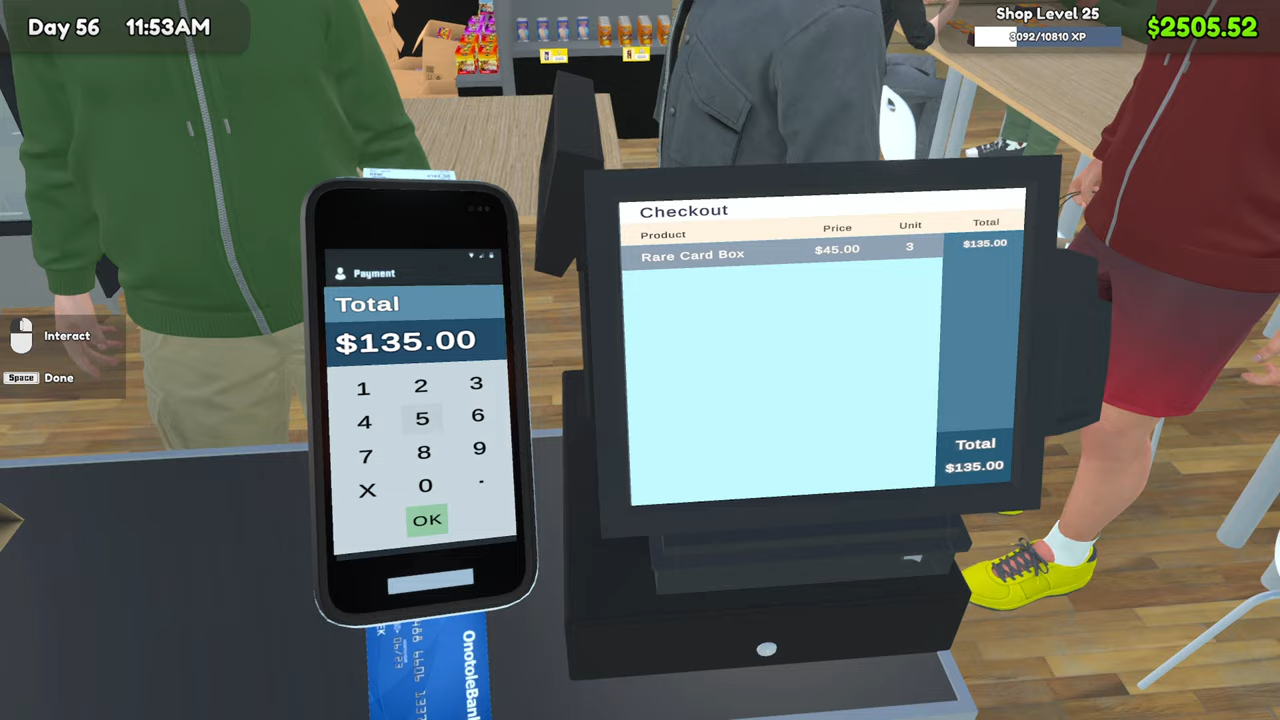 Day 56 11:53AM
Shop Level 25
3092/10810 XP
$2505.52
Interact
Space Done
Payment
Total
$135.00
1 2 3
4 5 6
7 8 9
X 0 .
OK
Checkout
Product Price Unit Total
Rare Card Box $45.00 3 $135.00
Total
$135.00
OnotoleBank